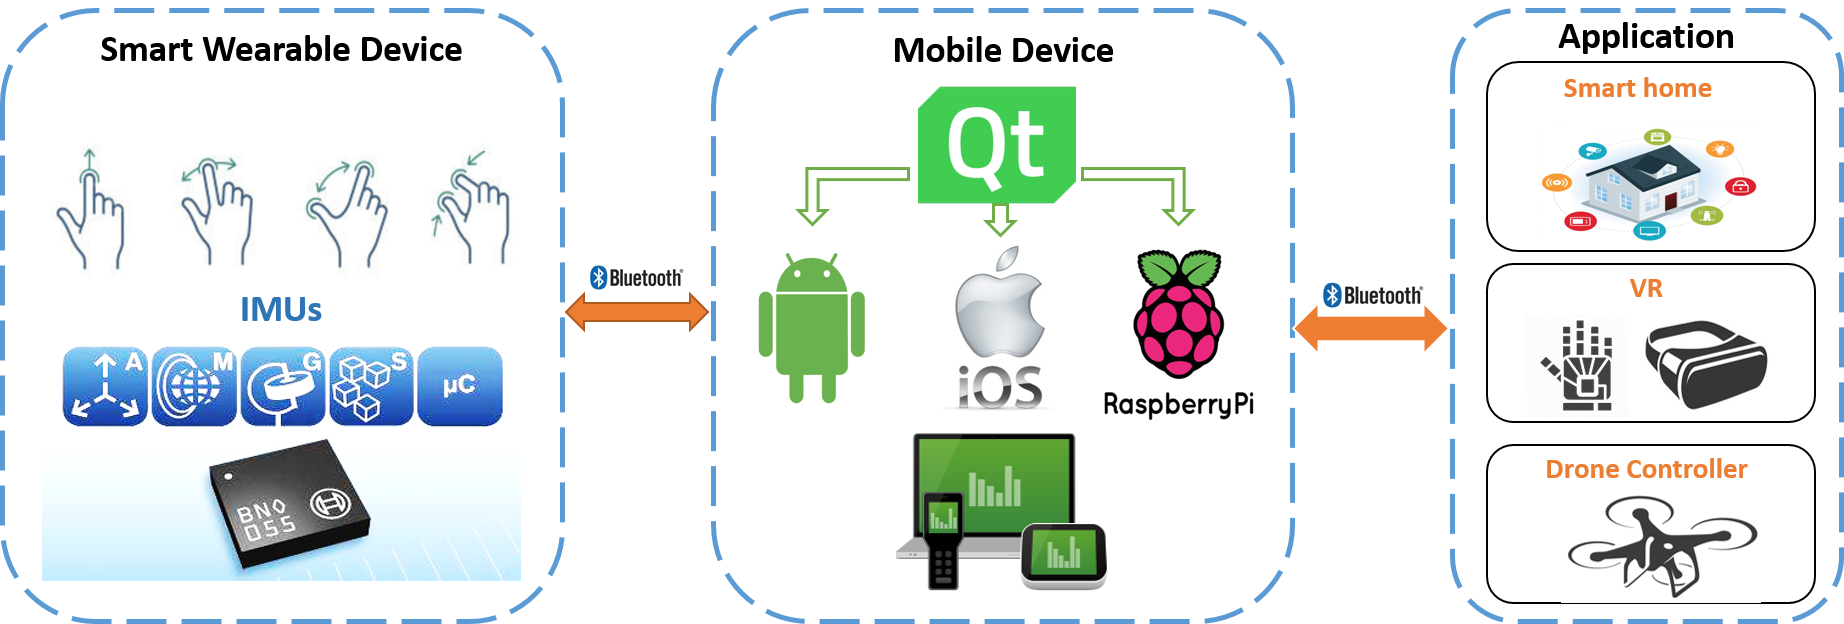 Smart Wearable Device
IMUs
A
M
G
S
µC
BNO
055
Bluetooth®
Mobile Device
Qt
iOS
RaspberryPi
Bluetooth®
Application
Smart home
VR
Drone Controller